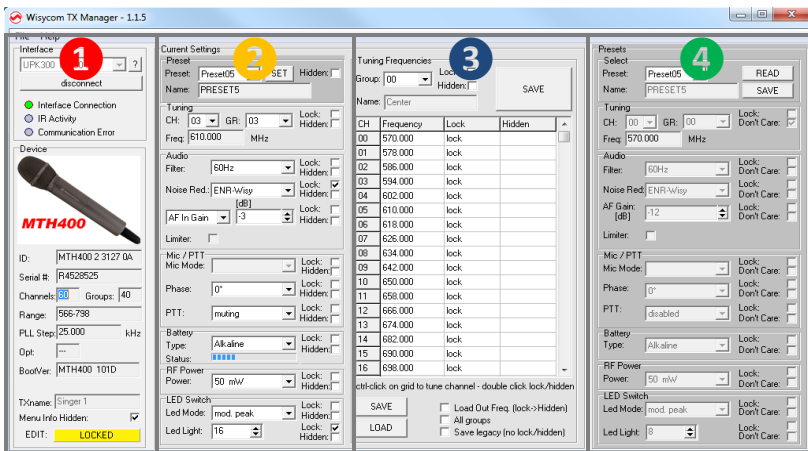 Wisycom TX Manager - 1.1.5
File Help
1
Interface
UPK300
?
disconnect
Interface Connection
IR Activity
Communication Error
Device
MTH400
ID: MTH400 2 3127 0A
Serial #: R4528525
Channels: 60 Groups: 40
Range: 566-798
PLL Step: 25.000 kHz
Opt: ---
BootVer: MTH400 101D
TXname: Singer 1
Menu Info Hidden:
EDIT: LOCKED
2
Current Settings
Preset
Preset: Preset05 SET Hidden:
Name: PRESET5
Tuning
CH: 03 GR: 03 Lock:
Hidden:
Freq: 610.000 MHz
Audio
Filter: 60Hz Lock:
Hidden:
Noise Red.: ENR-Wisy Lock:
Hidden:
[dB]
AF In Gain -3 Lock:
Hidden:
Limiter:
Mic / PTT
Mic Mode: Lock:
Hidden:
Phase: 0° Lock:
Hidden:
PTT: muting Lock:
Hidden:
Battery
Type: Alkaline Lock:
Hidden:
Status:
RF Power
Power: 50 mW Lock:
Hidden:
LED Switch
Led Mode: mod. peak Lock:
Hidden:
Led Light: 16 Lock:
Hidden:
3
Tuning Frequencies
Group: 00 Lock:
Hidden:
SAVE
Name: Center
CH Frequency Lock Hidden
00 570.000 lock
01 578.000 lock
02 586.000 lock
03 594.000 lock
04 602.000 lock
05 610.000 lock
06 618.000 lock
07 626.000 lock
08 634.000 lock
09 642.000 lock
10 650.000 lock
11 658.000 lock
12 666.000 lock
13 674.000 lock
14 682.000 lock
15 690.000 lock
16 698.000 lock
ctrl-click on grid to tune channel - double click lock/hidden
SAVE
LOAD
Load Out Freq. (lock->Hidden)
All groups
Save legacy (no lock/hidden)
4
Presets
Select
Preset: Preset05 READ
Name: PRESET5 SAVE
Tuning
CH: 00 GR: 00 Lock:
Don't Care:
Freq: 570.000 MHz
Audio
Filter: 60Hz Lock:
Don't Care:
Noise Red: ENR-Wisy Lock:
Don't Care:
AF Gain: -12 Lock:
[dB] Don't Care:
Limiter:
Mic / PTT
Mic Mode: Lock:
Don't Care:
Phase: 0° Lock:
Don't Care:
PTT: disabled Lock:
Don't Care:
Battery
Type: Alkaline Lock:
Don't Care:
RF Power
Power: 50 mW Lock:
Don't Care:
LED Switch
Led Mode: mod. peak Lock:
Don't Care:
Led Light: 8 Lock:
Don't Care: